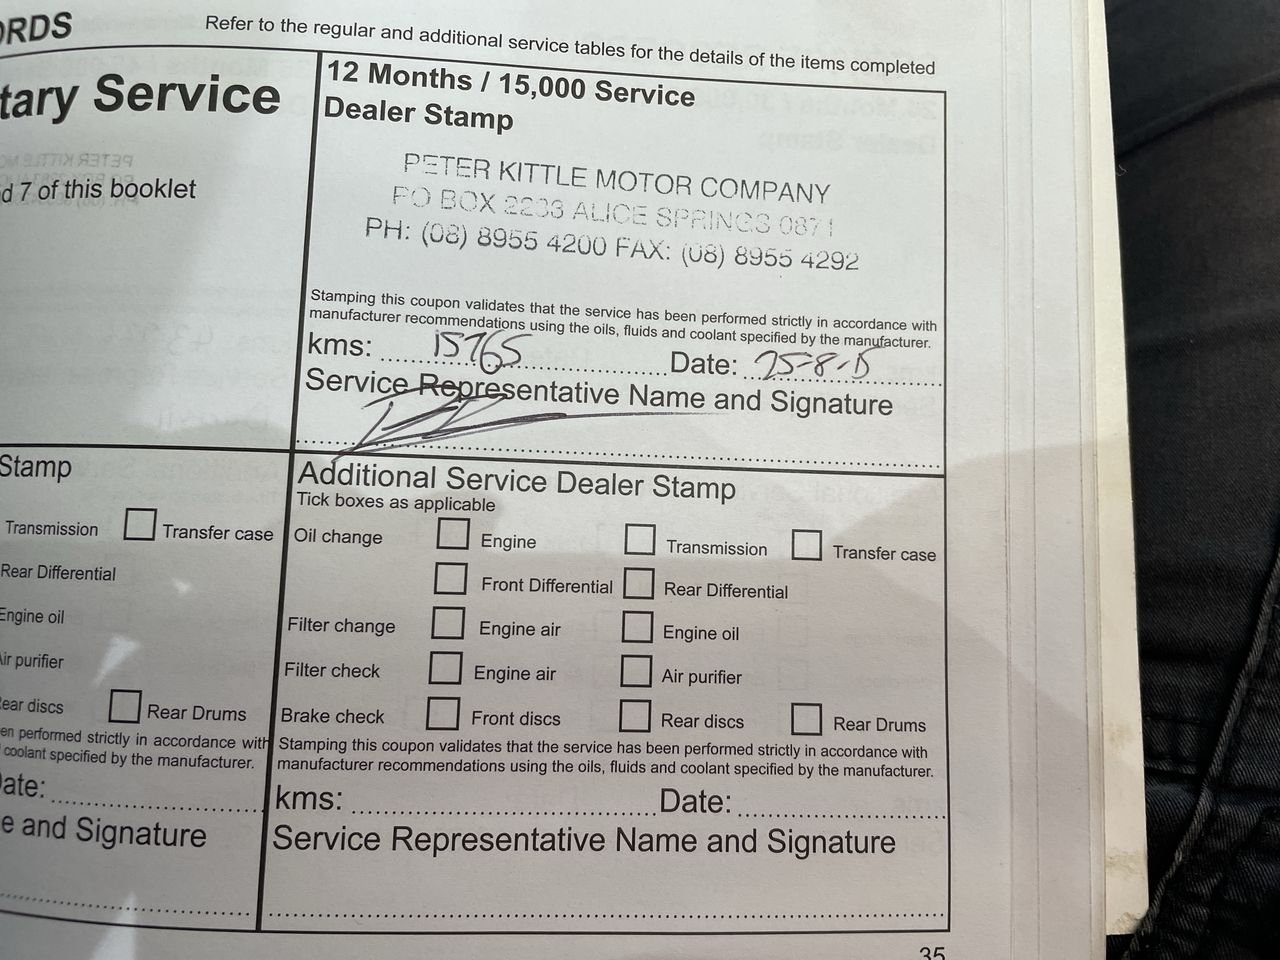 RDS
Refer to the regular and additional service tables for the details of the items completed
tary Service
d 7 of this booklet
12 Months / 15,000 Service
Dealer Stamp
PETER KITTLE MOTOR COMPANY
PO BOX 2233 ALICE SPRINGS 0871
PH: (08) 8955 4200 FAX: (08) 8955 4292
Stamping this coupon validates that the service has been performed strictly in accordance with
manufacturer recommendations using the oils, fluids and coolant specified by the manufacturer.
kms: 15765 Date: 25-8-15
Service Representative Name and Signature
Stamp
Transmission Transfer case
Rear Differential
Engine oil
Air purifier
Rear discs Rear Drums
en performed strictly in accordance with
coolant specified by the manufacturer.
Date:
e and Signature
Additional Service Dealer Stamp
Tick boxes as applicable
Oil change Engine Transmission Transfer case
Front Differential Rear Differential
Filter change Engine air Engine oil
Filter check Engine air Air purifier
Brake check Front discs Rear discs Rear Drums
Stamping this coupon validates that the service has been performed strictly in accordance with
manufacturer recommendations using the oils, fluids and coolant specified by the manufacturer.
kms: Date:
Service Representative Name and Signature
35